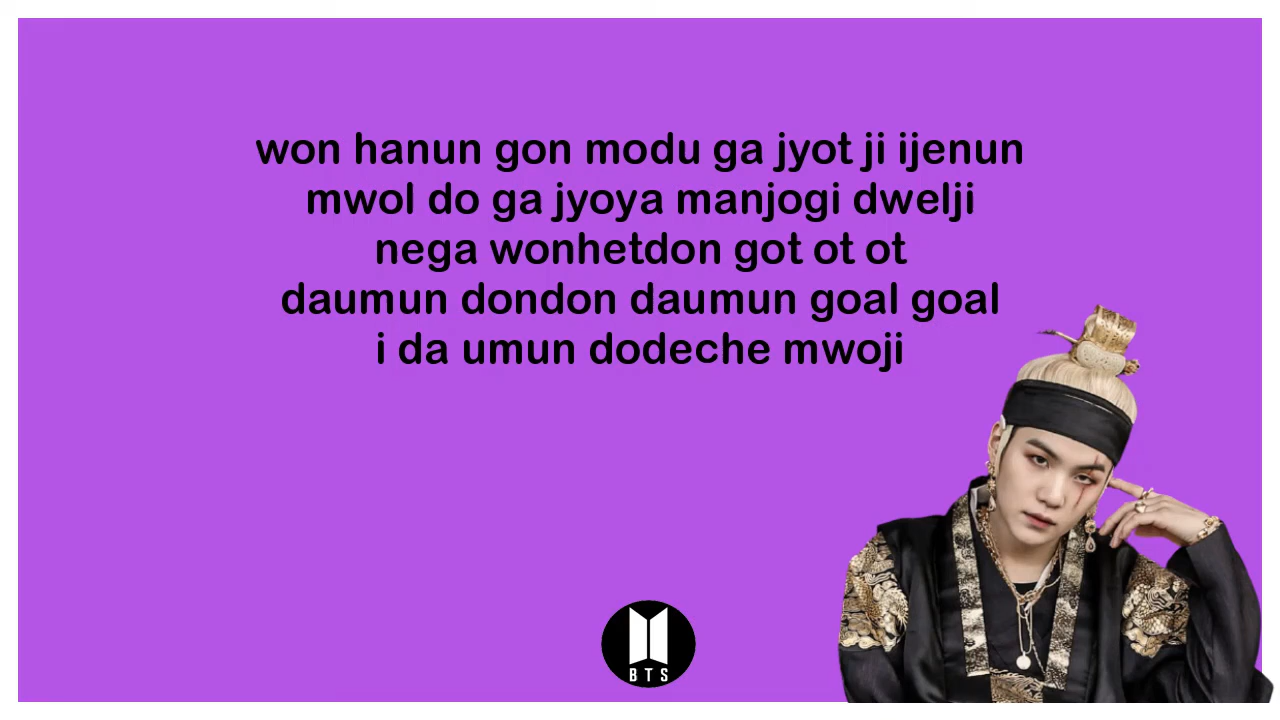 won hanun gon modu ga jyot ji ijenun
mwol do ga jyoya manjogi dwelji
nega wonhetdon got ot ot
daumun dondon daumun goal goal
i da umun dodeche mwoji
BTS